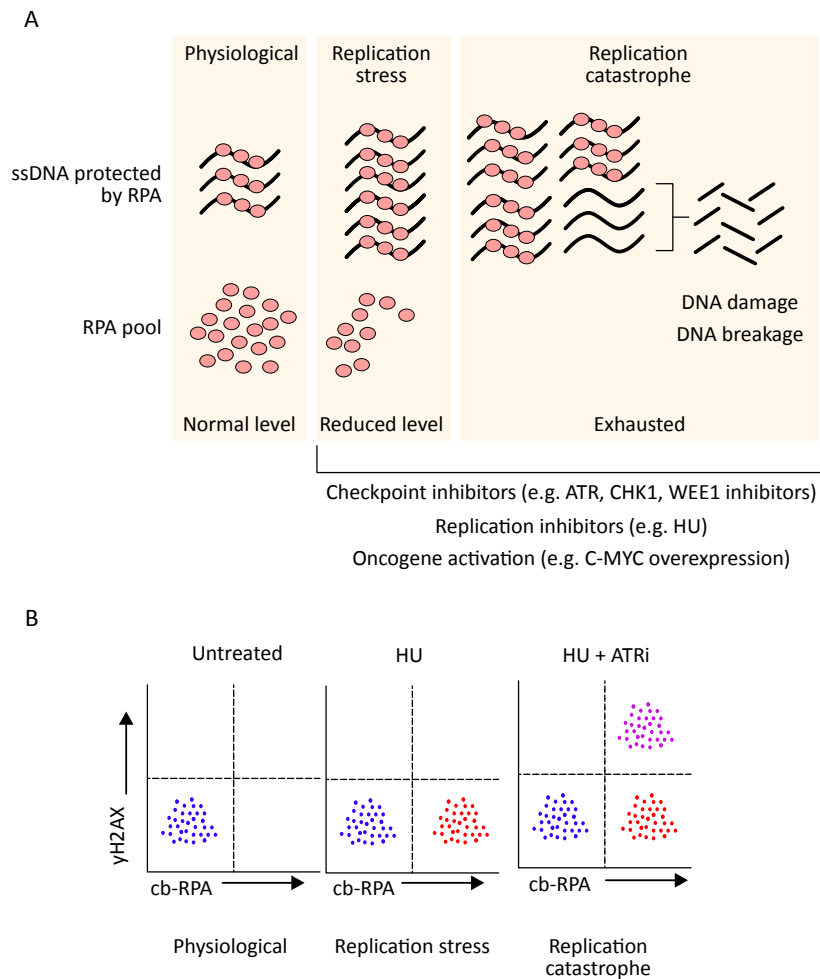 A
Physiological
Replication
stress
Replication
catastrophe
ssDNA protected
by RPA
RPA pool
DNA damage
DNA breakage
Normal level
Reduced level
Exhausted
Checkpoint inhibitors (e.g. ATR, CHK1, WEE1 inhibitors)
Replication inhibitors (e.g. HU)
Oncogene activation (e.g. C-MYC overexpression)
B
Untreated
HU
HU + ATRi
yH2AX
cb-RPA
cb-RPA
cb-RPA
Physiological
Replication stress
Replication
catastrophe